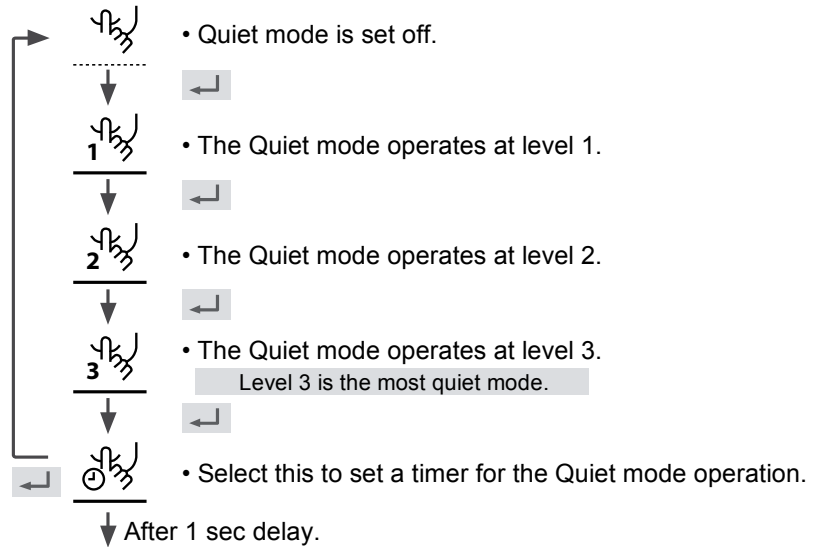 • Quiet mode is set off.
1
• The Quiet mode operates at level 1.
2
• The Quiet mode operates at level 2.
3
• The Quiet mode operates at level 3.
Level 3 is the most quiet mode.
• Select this to set a timer for the Quiet mode operation.
After 1 sec delay.